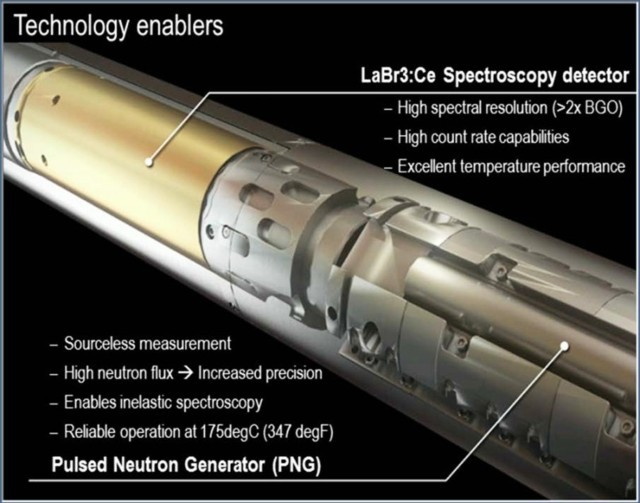 Technology enablers
LaBr3:Ce Spectroscopy detector
– High spectral resolution (>2x BGO)
– High count rate capabilities
– Excellent temperature performance
– Sourceless measurement
– High neutron flux → Increased precision
– Enables inelastic spectroscopy
– Reliable operation at 175degC (347 degF)
Pulsed Neutron Generator (PNG)